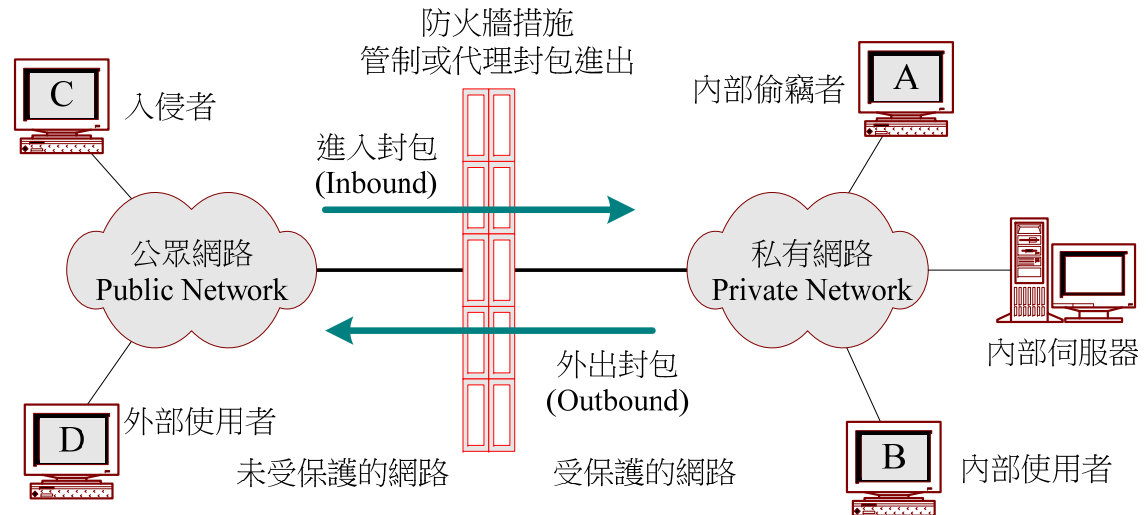 防火牆措施
管制或代理封包進出
C
入侵者
內部偷竊者
A
進入封包
(Inbound)
公眾網路
Public Network
私有網路
Private Network
內部伺服器
外出封包
(Outbound)
D
外部使用者
未受保護的網路
受保護的網路
B
內部使用者